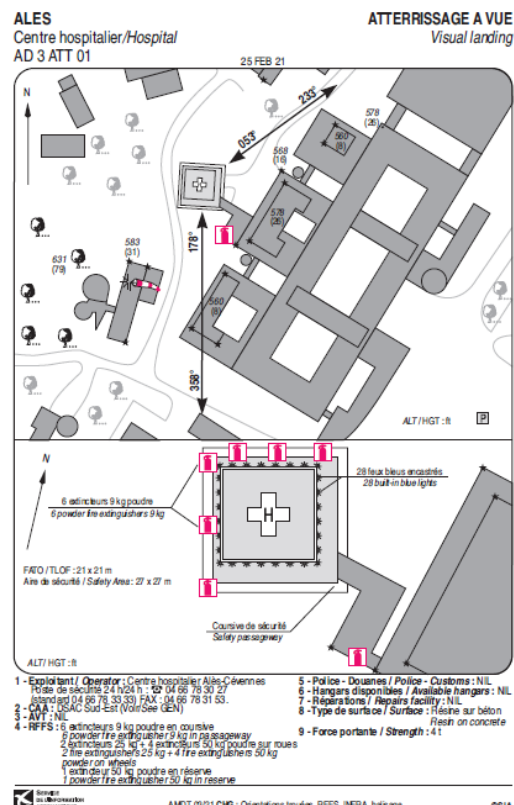 ALES
ATTERRISSAGE A VUE
Centre hospitalier/Hospital
Visual landing
AD 3 ATT 01
25 FEB 21
N
233°
053°
578
(26)
560
(8)
568
(16)
578
(26)
178°
583
(31)
631
(79)
560
(8)
358°
ALT / HGT : ft
P
N
28 feux bleus encastrés
28 built-in blue lights
6 extincteurs 9 kg poudre
6 powder fire extinguishers 9 kg
H
FATO / TLOF : 21 x 21 m
Aire de sécurité / Safety Area : 27 x 27 m
Coursive de sécurité
Safety passageway
ALT/ HGT : ft
1 - Exploitant / Operator : Centre hospitalier Alès-Cévennes
Poste de sécurité 24 h/24 h : ☎ 04 66 78 30 27
(standard 04 66 78 33 33) FAX : 04 66 78 31 53.
2 - CAA : DSAC Sud-Est (Voir/See GEN)
3 - AVT : NIL
4 - RFFS : 6 extincteurs 9 kg poudre en coursive
6 powder fire extinguisher 9 kg in passageway
2 extincteurs 25 kg + 4 extincteurs 50 kg poudre sur roues
2 fire extinguishers 25 kg + 4 fire extinguishers 50 kg
powder on wheels
1 extincteur 50 kg poudre en réserve
1 powder fire extinguisher 50 kg in reserve
5 - Police - Douanes / Police - Customs : NIL
6 - Hangars disponibles / Available hangars : NIL
7 - Réparations / Repairs facility : NIL
8 - Type de surface / Surface : Résine sur béton
Resin on concrete
9 - Force portante / Strength : 4 t
SERVICE
DE L'INFORMATION